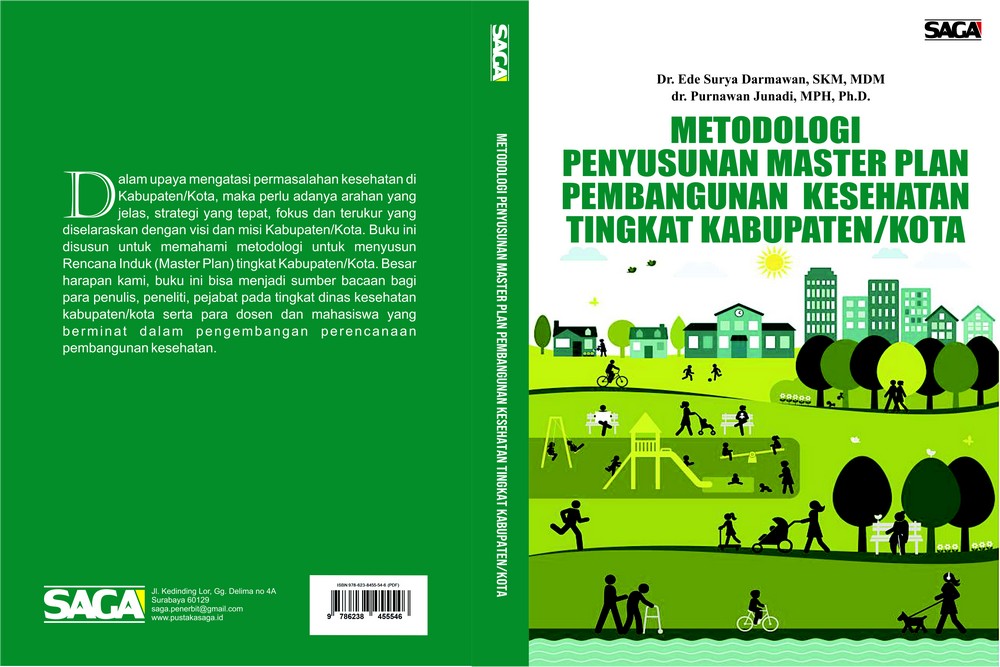 Dalam upaya mengatasi permasalahan kesehatan di
Kabupaten/Kota, maka perlu adanya arahan yang
jelas, strategi yang tepat, fokus dan terukur yang
diselaraskan dengan visi dan misi Kabupaten/Kota. Buku ini
disusun untuk memahami metodologi untuk menyusun
Rencana Induk (Master Plan) tingkat Kabupaten/Kota. Besar
harapan kami, buku ini bisa menjadi sumber bacaan bagi
para penulis, peneliti, pejabat pada tingkat dinas kesehatan
kabupaten/kota serta para dosen dan mahasiswa yang
berminat dalam pengembangan perencanaan
pembangunan kesehatan.
SAGA
Jl. Kedinding Lor, Gg. Delima no 4A
Surabaya 60129
saga.penerbit@gmail.com
www.pustakasaga.id
ISBN 978-623-8455-54-6 (PDF)
9 786238 455546
SAGA
METODOLOGI PENYUSUNAN MASTER PLAN PEMBANGUNAN KESEHATAN TINGKAT KABUPATEN/KOTA
SAGA
Dr. Ede Surya Darmawan, SKM, MDM
dr. Purnawan Junadi, MPH, Ph.D.
METODOLOGI
PENYUSUNAN MASTER PLAN
PEMBANGUNAN KESEHATAN
TINGKAT KABUPATEN/KOTA